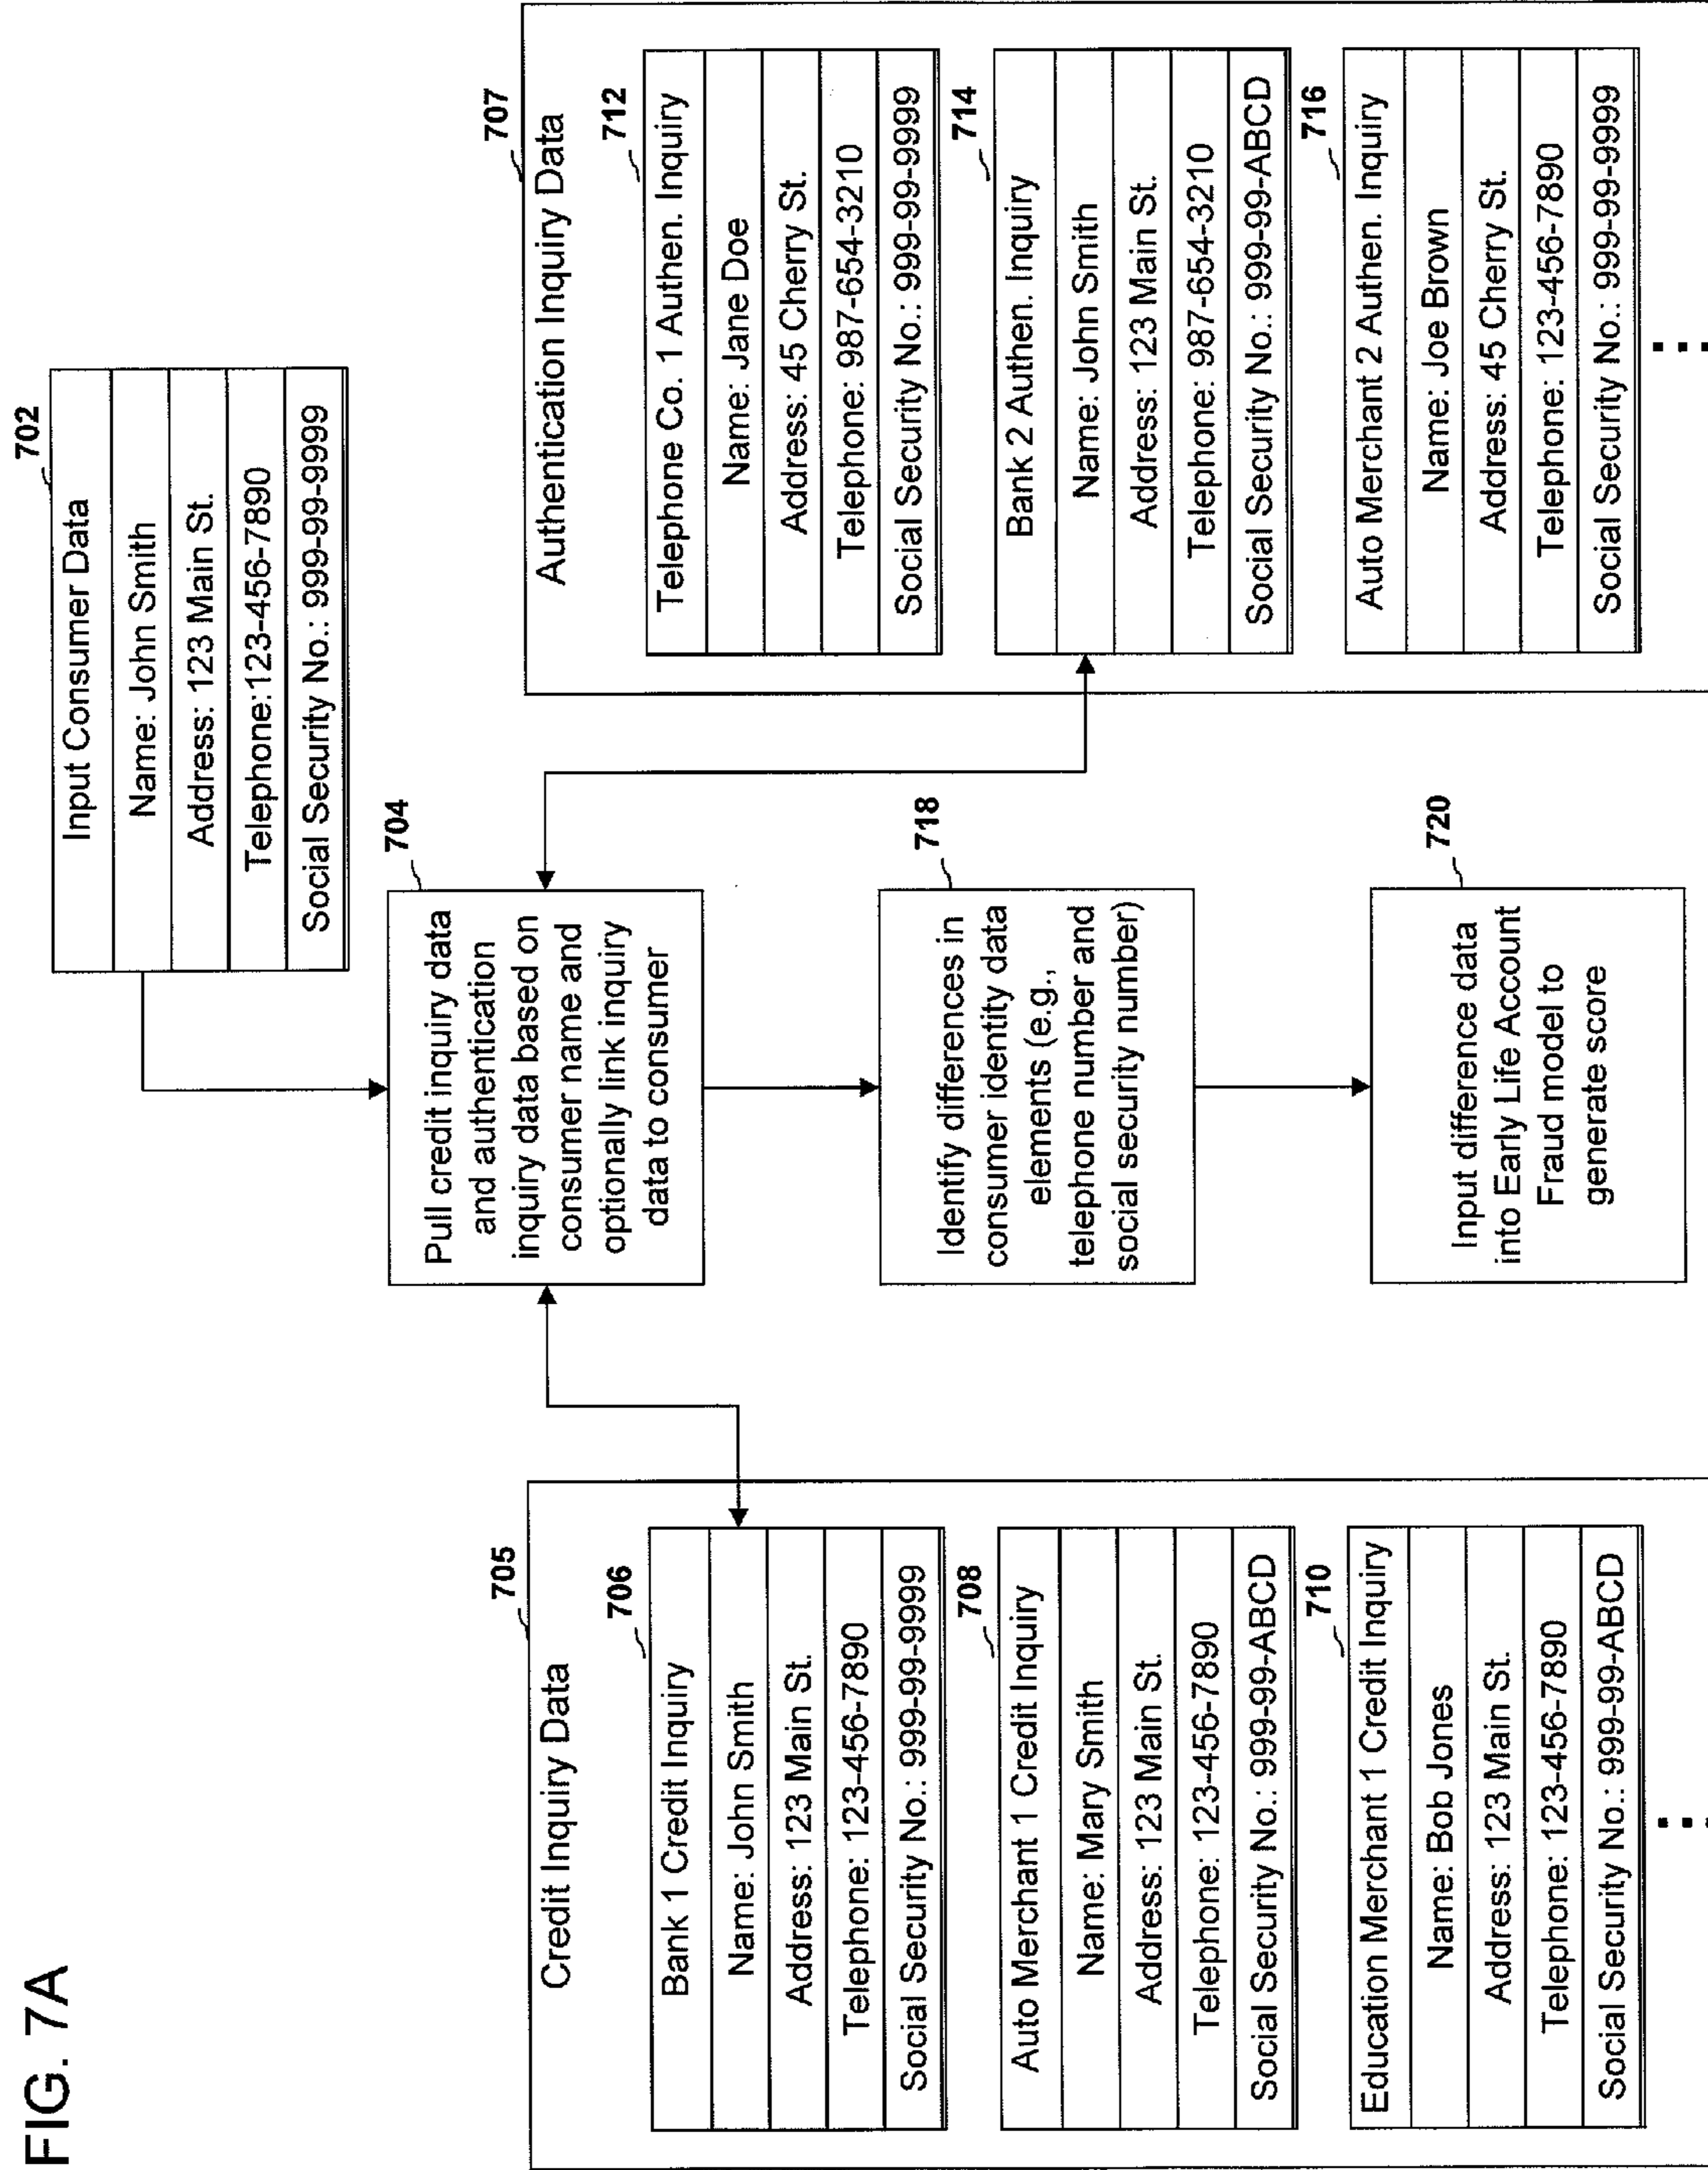 FIG. 7A
702
Input Consumer Data
Name: John Smith
Address: 123 Main St.
Telephone:123-456-7890
Social Security No.: 999-99-9999
705
Credit Inquiry Data
706
Bank 1 Credit Inquiry
Name: John Smith
Address: 123 Main St.
Telephone: 123-456-7890
Social Security No.: 999-99-9999
708
Auto Merchant 1 Credit Inquiry
Name: Mary Smith
Address: 123 Main St.
Telephone: 123-456-7890
Social Security No.: 999-99-ABCD
710
Education Merchant 1 Credit Inquiry
Name: Bob Jones
Address: 123 Main St.
Telephone: 123-456-7890
Social Security No.: 999-99-ABCD
704
Pull credit inquiry data
and authentication
inquiry data based on
consumer name and
optionally link inquiry
data to consumer
718
Identify differences in
consumer identity data
elements (e.g.,
telephone number and
social security number)
720
Input difference data
into Early Life Account
Fraud model to
generate score
707
Authentication Inquiry Data
712
Telephone Co. 1 Authen. Inquiry
Name: Jane Doe
Address: 45 Cherry St.
Telephone: 987-654-3210
Social Security No.: 999-99-9999
714
Bank 2 Authen. Inquiry
Name: John Smith
Address: 123 Main St.
Telephone: 987-654-3210
Social Security No.: 999-99-ABCD
716
Auto Merchant 2 Authen. Inquiry
Name: Joe Brown
Address: 45 Cherry St.
Telephone: 123-456-7890
Social Security No.: 999-99-9999